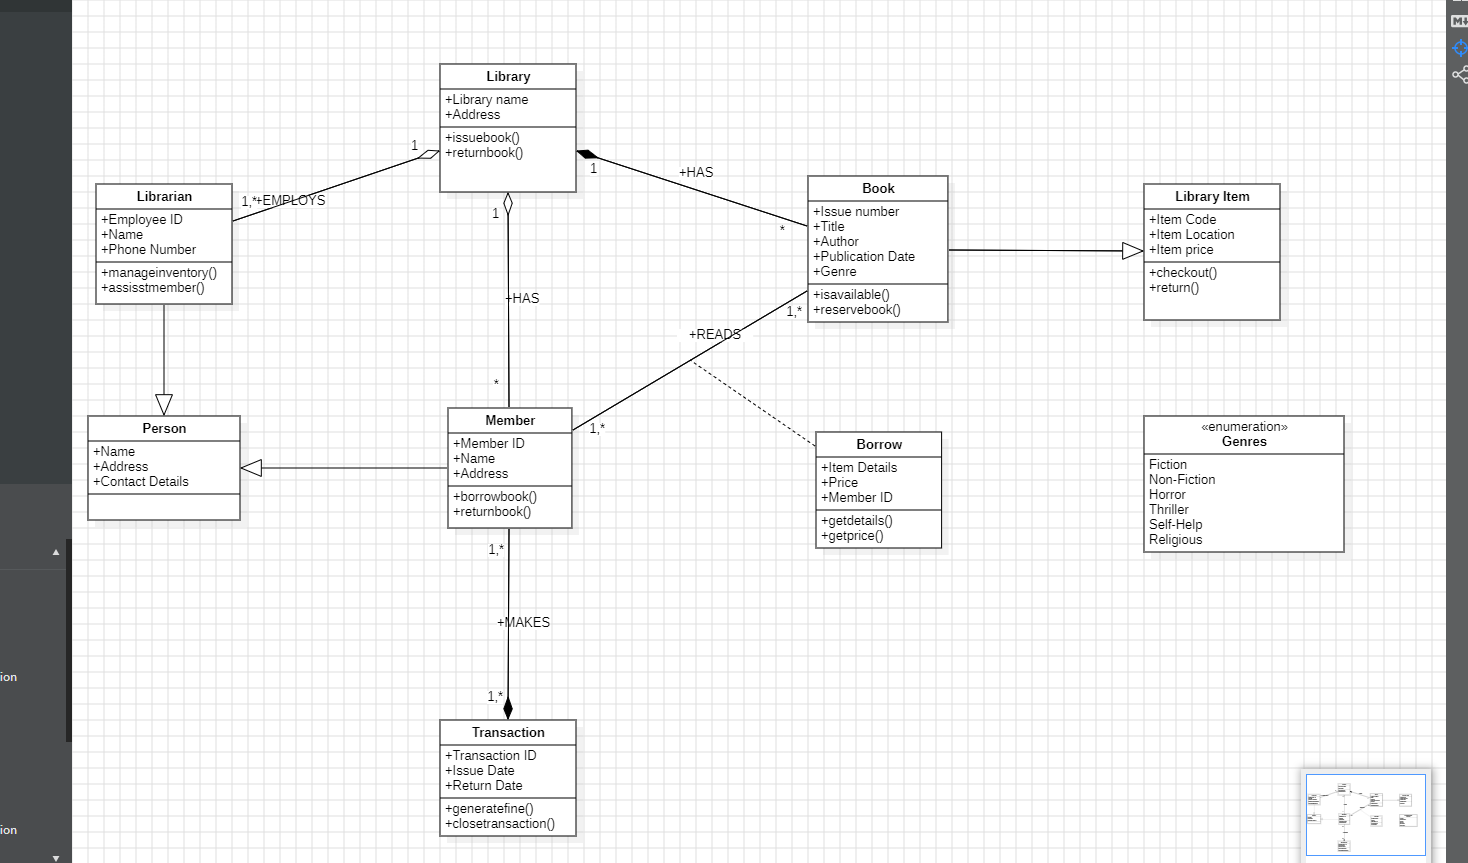 Library
+Library name
+Address
+issuebook()
+returnbook()
1
1
1
+HAS
*
1,*
+EMPLOYS
Librarian
+Employee ID
+Name
+Phone Number
+manageinventory()
+assisstmember()
Book
+Issue number
+Title
+Author
+Publication Date
+Genre
+isavailable()
+reservebook()
Library Item
+Item Code
+Item Location
+Item price
+checkout()
+return()
+HAS
*
1,*
+READS
1,*
Person
+Name
+Address
+Contact Details
Member
+Member ID
+Name
+Address
+borrowbook()
+returnbook()
Borrow
+Item Details
+Price
+Member ID
+getdetails()
+getprice()
«enumeration»
Genres
Fiction
Non-Fiction
Horror
Thriller
Self-Help
Religious
1,*
+MAKES
1,*
Transaction
+Transaction ID
+Issue Date
+Return Date
+generatefine()
+closetransaction()
ion
ion